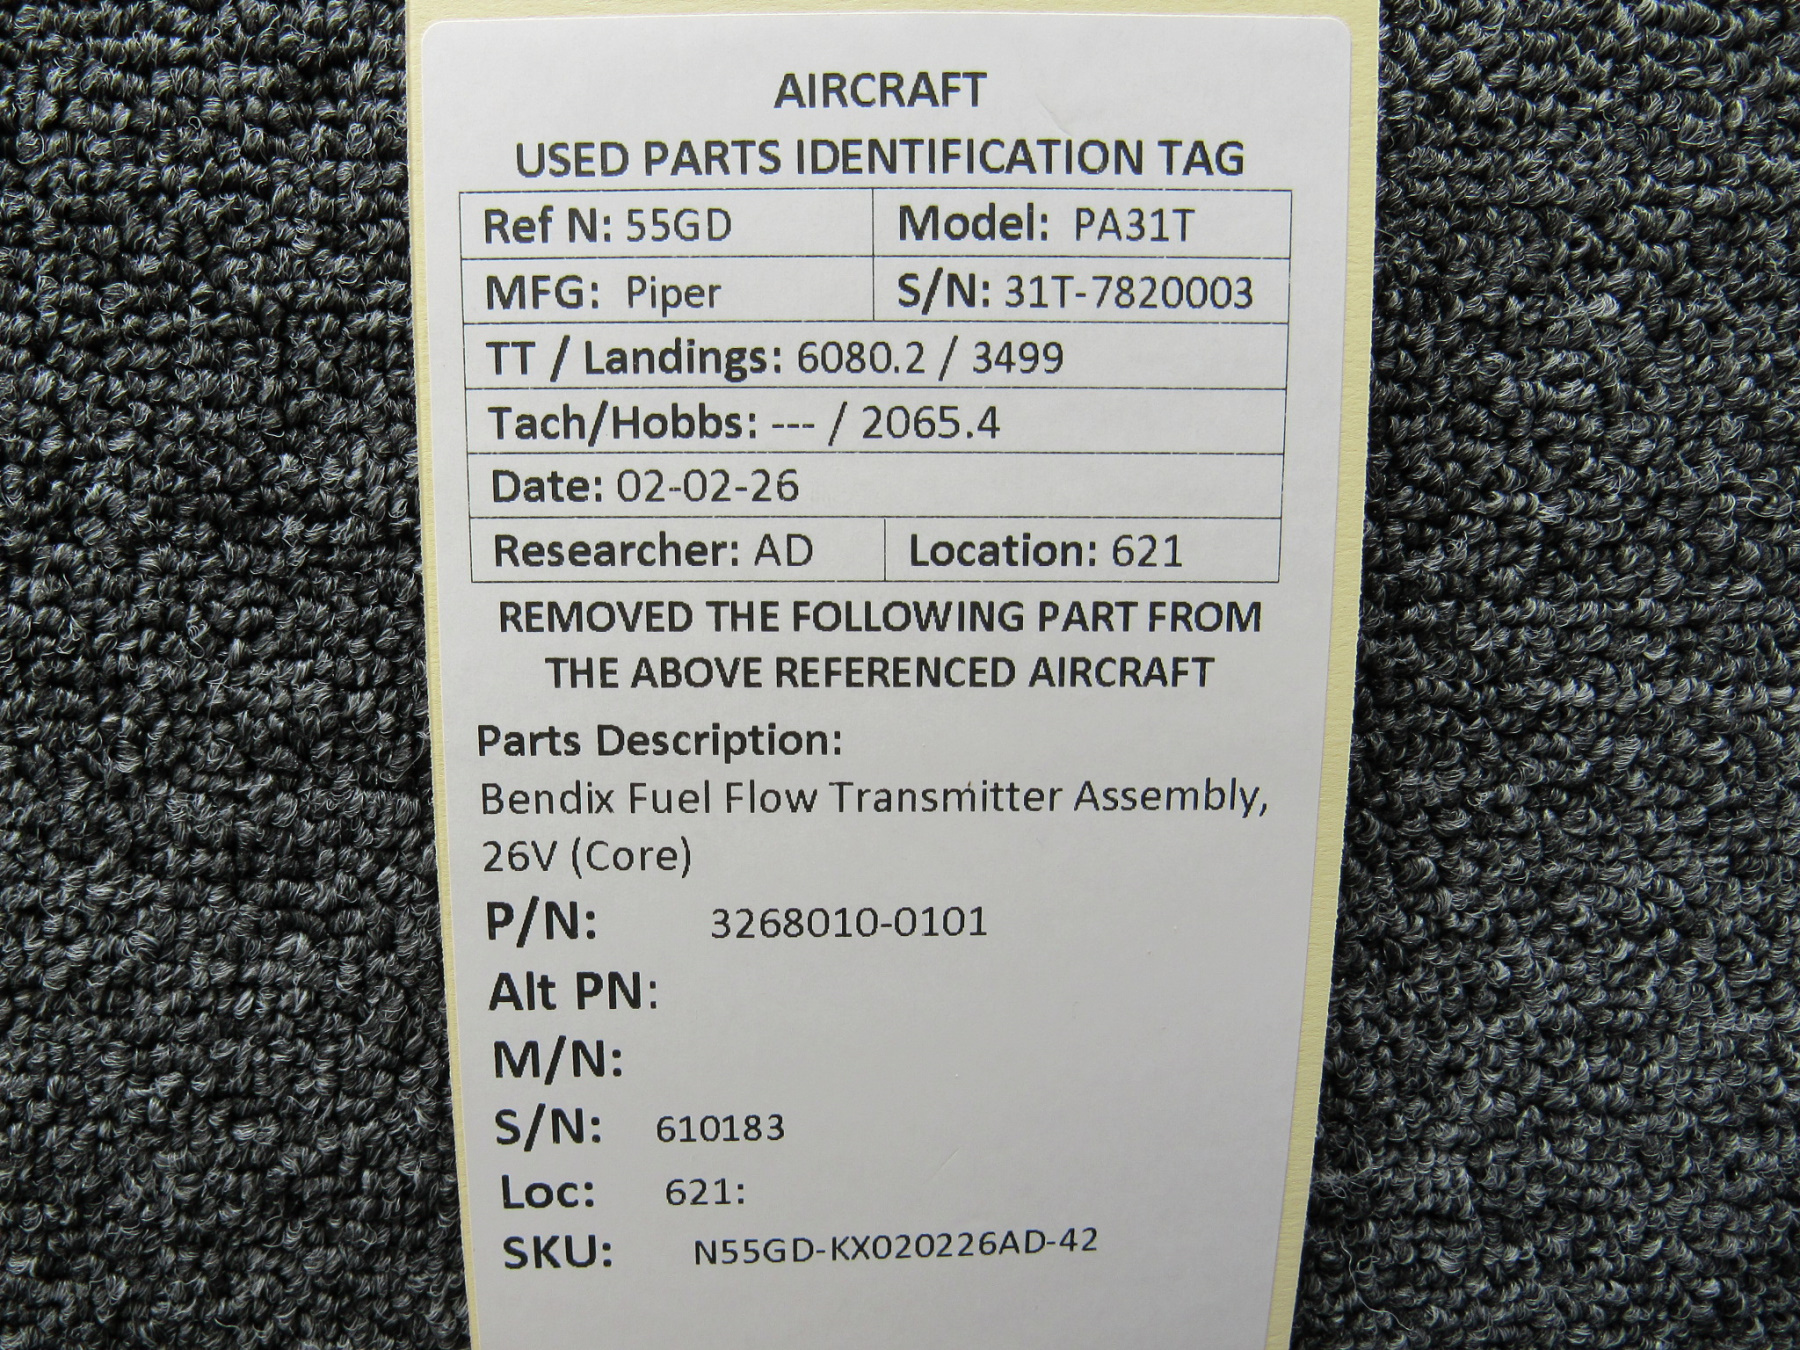 AIRCRAFT
USED PARTS IDENTIFICATION TAG
Ref N: 55GD Model: PA31T
MFG: Piper S/N: 31T-7820003
TT / Landings: 6080.2 / 3499
Tach/Hobbs: --- / 2065.4
Date: 02-02-26
Researcher: AD Location: 621
REMOVED THE FOLLOWING PART FROM
THE ABOVE REFERENCED AIRCRAFT
Parts Description:
Bendix Fuel Flow Transmitter Assembly,
26V (Core)
P/N: 3268010-0101
Alt PN:
M/N:
S/N: 610183
Loc: 621:
SKU: N55GD-KX020226AD-42